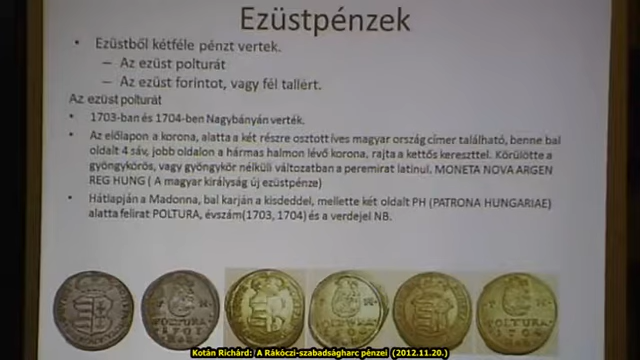 Ezüstpénzek
• Ezüstből kétféle pénzt vertek.
– Az ezüst polturát
– Az ezüst forintot, vagy fél tallért.
Az ezüst polturát
• 1703-ban és 1704-ben Nagybányán verték.
• Az előlapon a korona, alatta a két részre osztott íves magyar ország címer található, benne bal
oldalt 4 sáv, jobb oldalon a hármas halmon lévő korona, rajta a kettős kereszttel. Körülötte a
gyöngykörös, vagy gyöngykör nélküli változatban a peremirat latinul. MONETA NOVA ARGEN
REG HUNG ( A magyar királyság új ezüstpénze)
• Hátlapján a Madonna, bal karján a kisdeddel, mellette két oldalt PH (PATRONA HUNGARIAE)
alatta felirat POLTURA, évszám(1703, 1704) és a verdejel NB.
POLTURA
POLTURA
POLTURA
Kotán Richárd: A Rákóczi-szabadságharc pénzei (2012.11.20.)